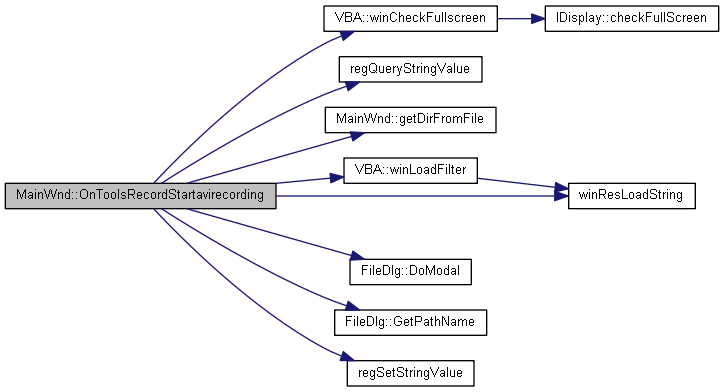 VBA::winCheckFullscreen
IDisplay::checkFullScreen
regQueryStringValue
MainWnd::getDirFromFile
VBA::winLoadFilter
MainWnd::OnToolsRecordStartavirecording
winResLoadString
FileDlg::DoModal
FileDlg::GetPathName
regSetStringValue